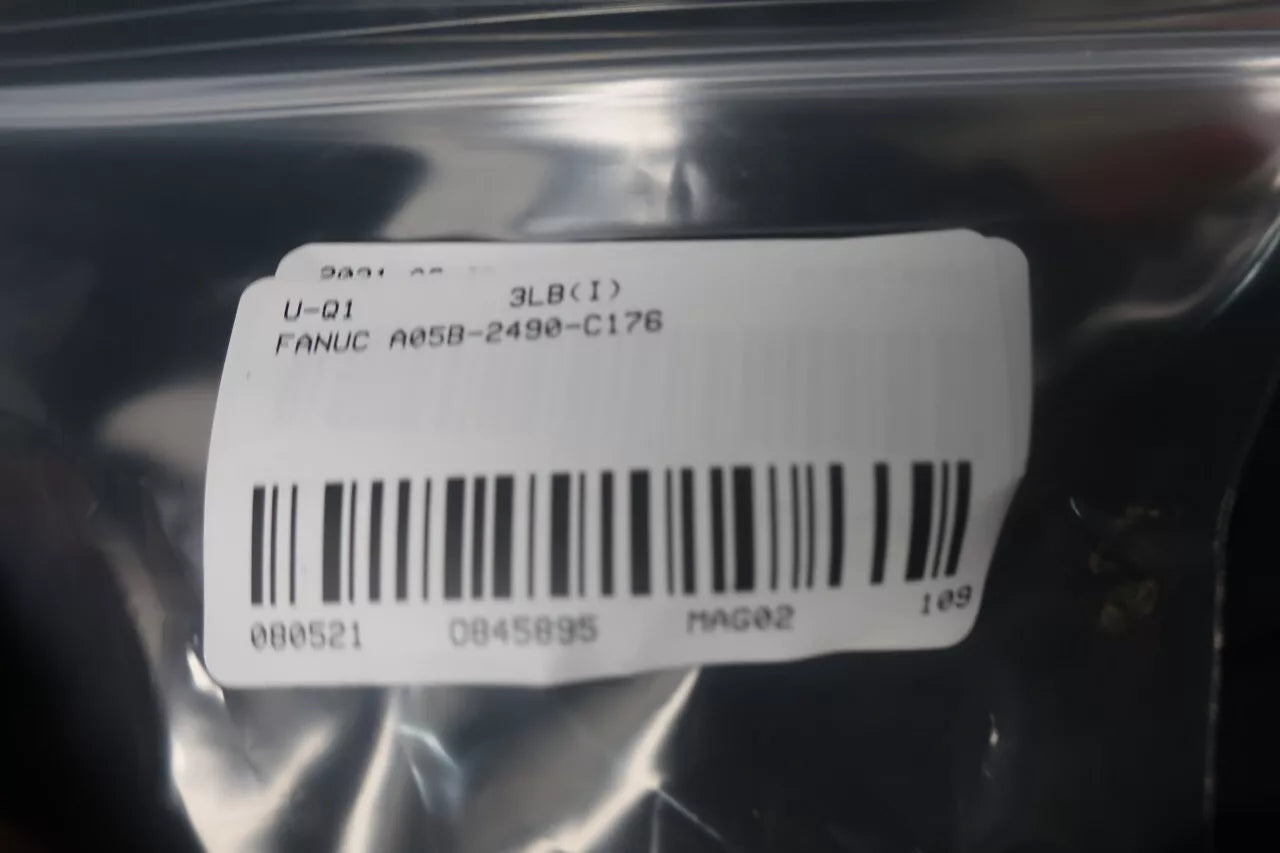 U-Q1 3LB(I)
FANUC A05B-2490-C176
080521 0845895 MAG02 109